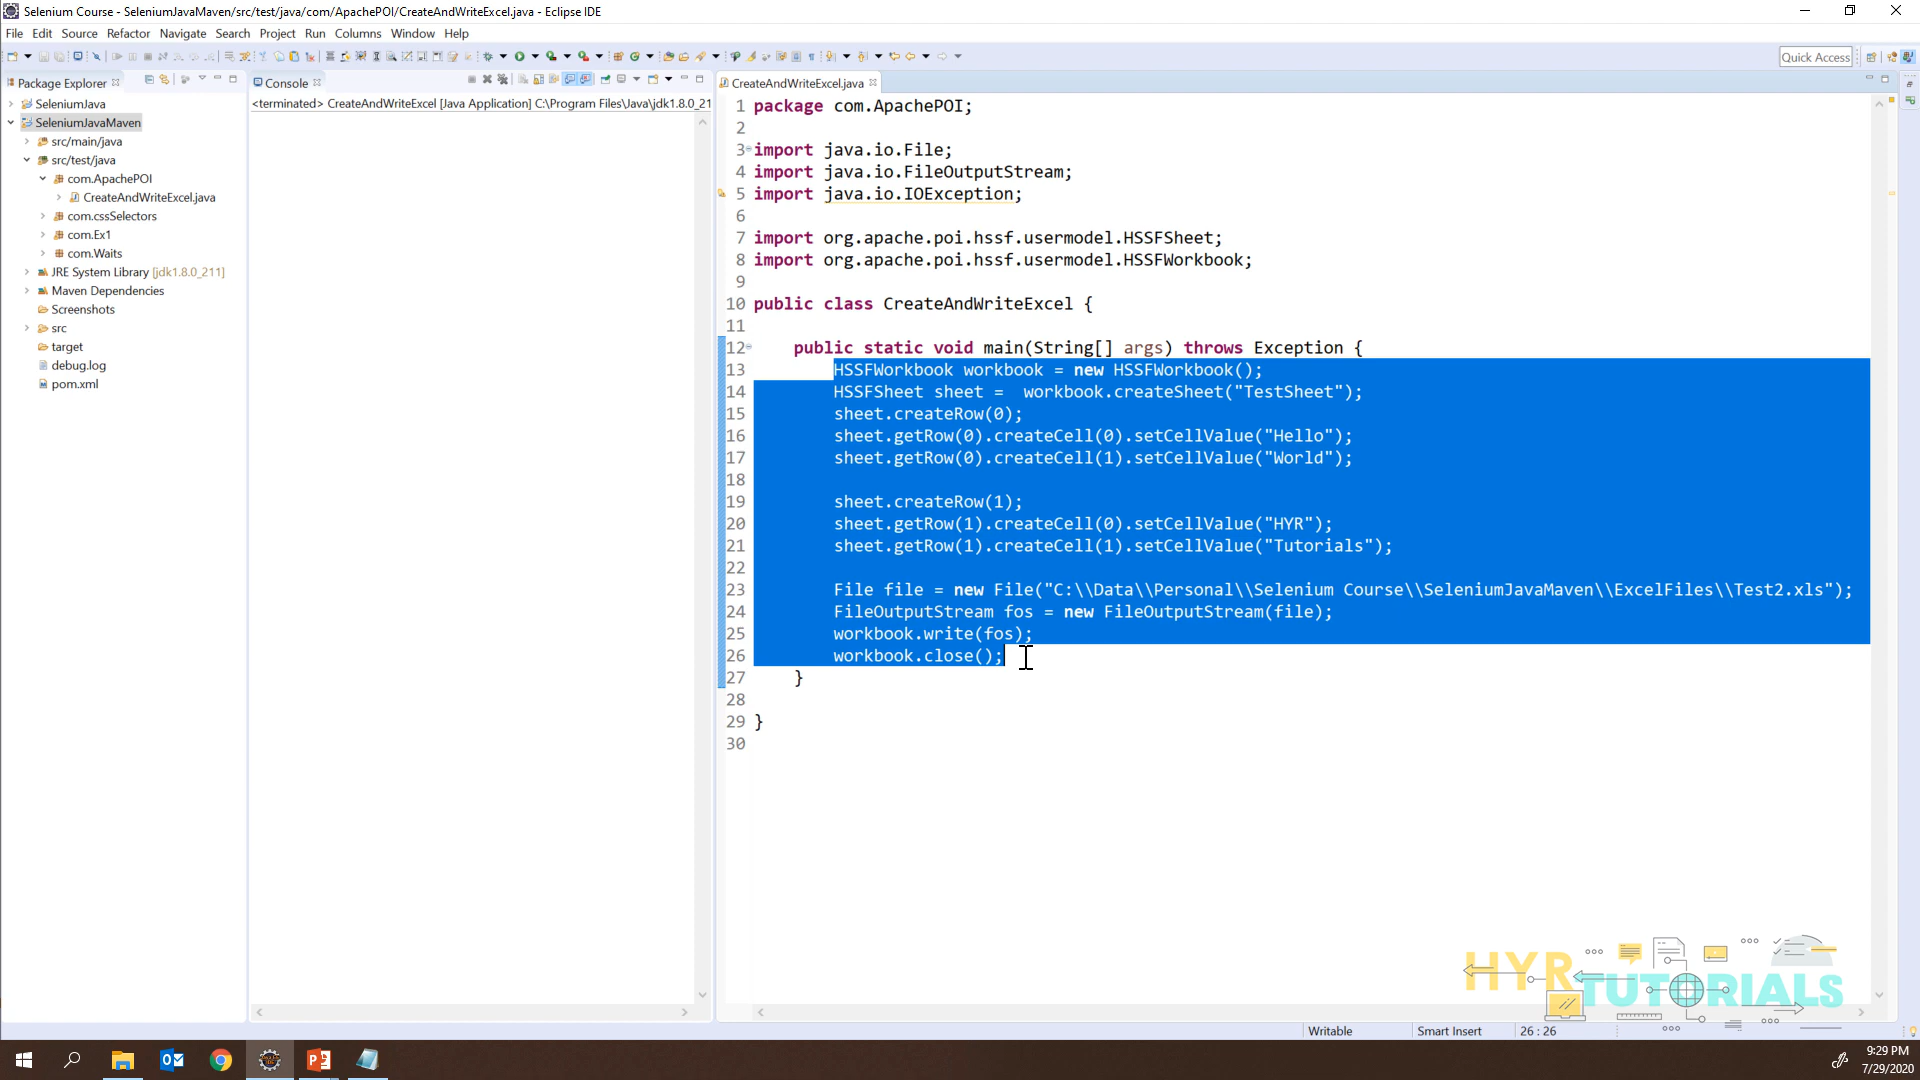 Selenium Course - SeleniumJavaMaven/src/test/java/com/ApachePOI/CreateAndWriteExcel.java - Eclipse IDE
File Edit Source Refactor Navigate Search Project Run Columns Window Help
Quick Access
Package Explorer
SeleniumJava
SeleniumJavaMaven
src/main/java
src/test/java
com.ApachePOI
CreateAndWriteExcel.java
com.cssSelectors
com.Ex1
com.Waits
JRE System Library [jdk1.8.0_211]
Maven Dependencies
Screenshots
src
target
debug.log
pom.xml
Console
<terminated> CreateAndWriteExcel [Java Application] C:\Program Files\Java\jdk1.8.0_21
CreateAndWriteExcel.java
1 package com.ApachePOI;
2
3 import java.io.File;
4 import java.io.FileOutputStream;
5 import java.io.IOException;
6
7 import org.apache.poi.hssf.usermodel.HSSFSheet;
8 import org.apache.poi.hssf.usermodel.HSSFWorkbook;
9
10 public class CreateAndWriteExcel {
11
12 public static void main(String[] args) throws Exception {
13 HSSFWorkbook workbook = new HSSFWorkbook();
14 HSSFSheet sheet = workbook.createSheet("TestSheet");
15 sheet.createRow(0);
16 sheet.getRow(0).createCell(0).setCellValue("Hello");
17 sheet.getRow(0).createCell(1).setCellValue("World");
18
19 sheet.createRow(1);
20 sheet.getRow(1).createCell(0).setCellValue("HYR");
21 sheet.getRow(1).createCell(1).setCellValue("Tutorials");
22
23 File file = new File("C:\\Data\\Personal\\Selenium Course\\SeleniumJavaMaven\\ExcelFiles\\Test2.xls");
24 FileOutputStream fos = new FileOutputStream(file);
25 workbook.write(fos);
26 workbook.close();
27 }
28
29 }
30
HYR TUTORIALS
Writable Smart Insert 26 : 26
9:29 PM
7/29/2020